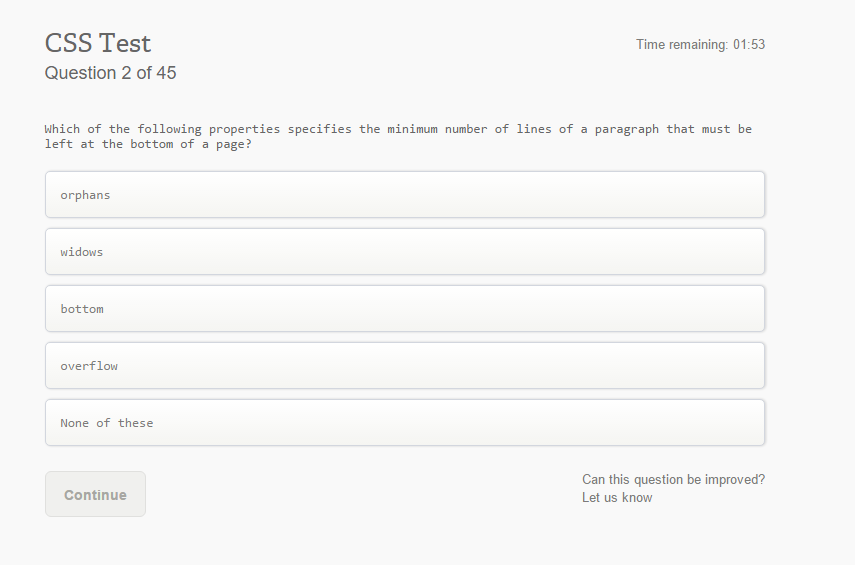 CSS Test
Time remaining: 01:53
Question 2 of 45
Which of the following properties specifies the minimum number of lines of a paragraph that must be
left at the bottom of a page?
orphans
widows
bottom
overflow
None of these
Continue
Can this question be improved?
Let us know